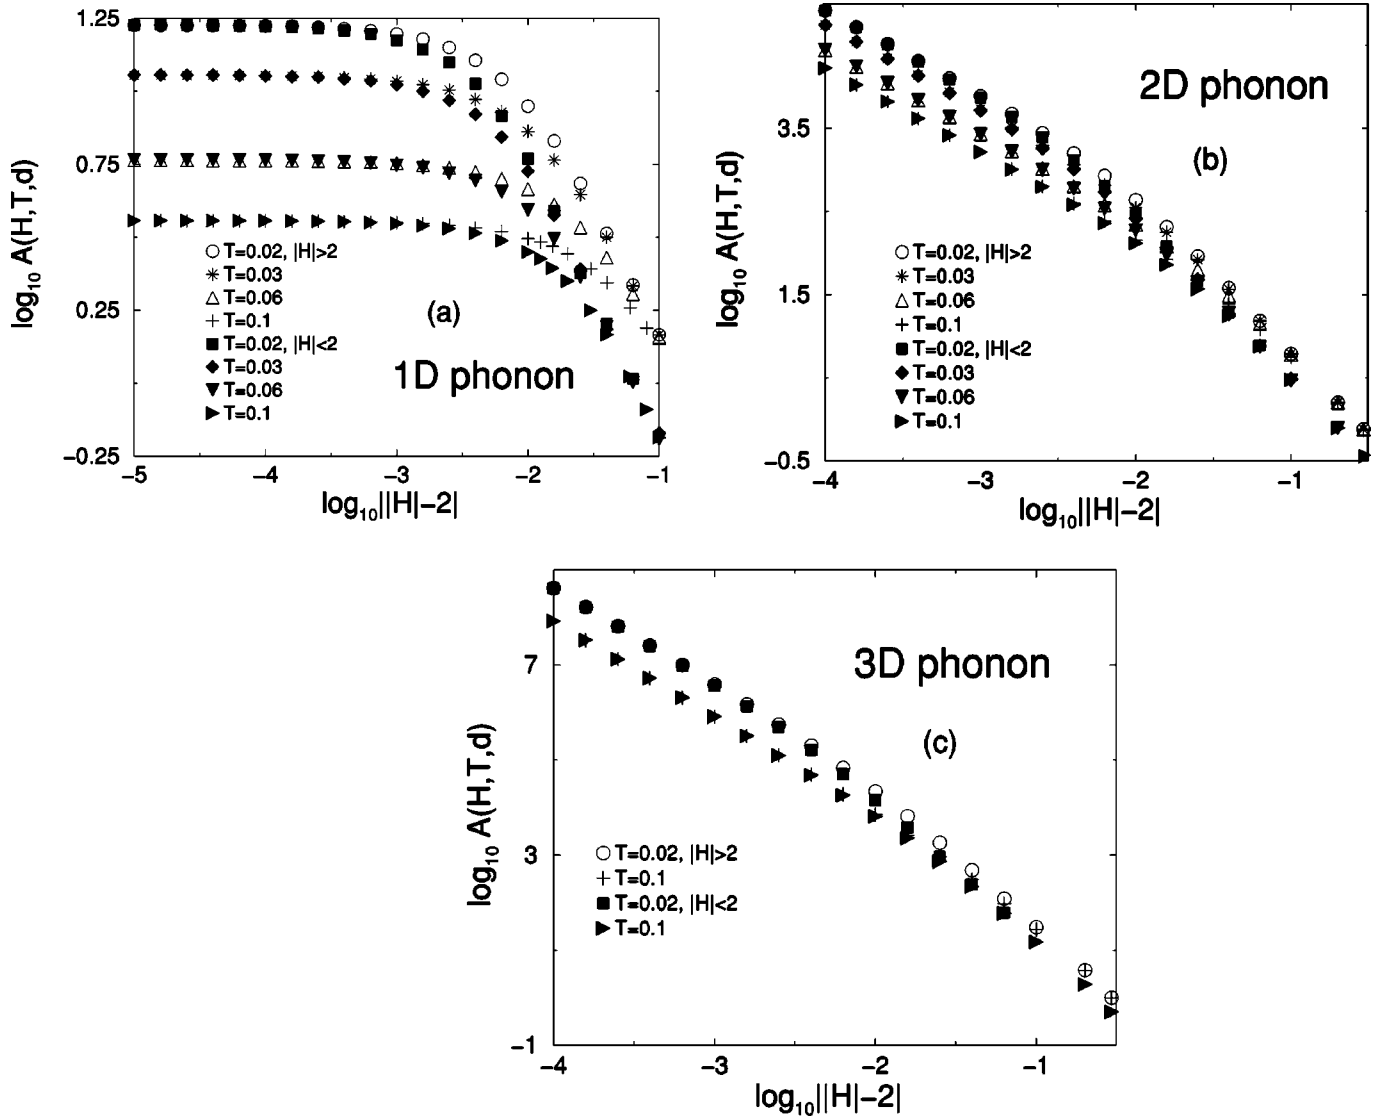 1.25
0.75
0.25
−0.25
log10 A(H,T,d)
T=0.02, |H|>2
T=0.03
T=0.06
T=0.1
T=0.02, |H|<2
T=0.03
T=0.06
T=0.1
(a)
1D phonon
−5 −4 −3 −2 −1
log10||H|−2|
3.5
1.5
−0.5
log10 A(H,T,d)
2D phonon
(b)
T=0.02, |H|>2
T=0.03
T=0.06
T=0.1
T=0.02, |H|<2
T=0.03
T=0.06
T=0.1
−4 −3 −2 −1
log10||H|−2|
7
3
−1
log10 A(H,T,d)
3D phonon
(c)
T=0.02, |H|>2
T=0.1
T=0.02, |H|<2
T=0.1
−4 −3 −2 −1
log10||H|−2|